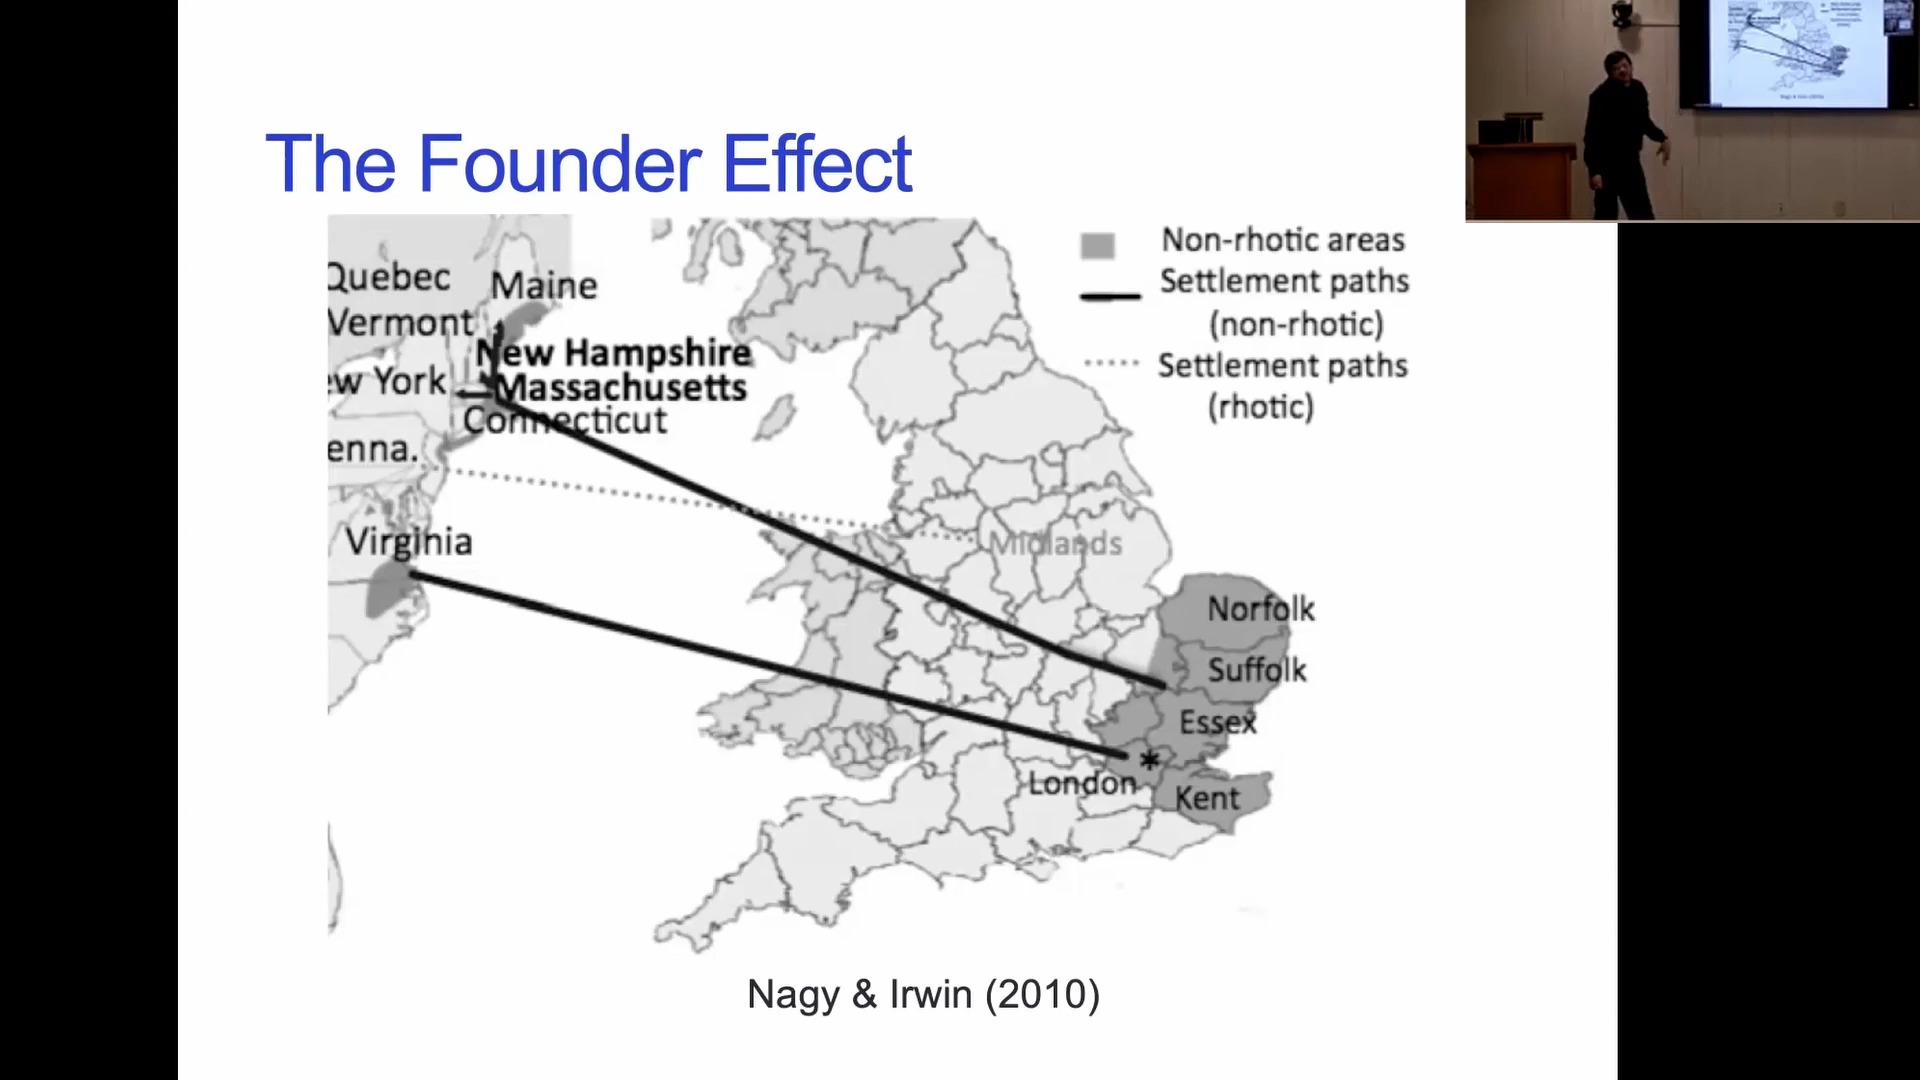 The Founder Effect
Non-rhotic areas
Settlement paths
(non-rhotic)
Settlement paths
(rhotic)
Quebec
Maine
Vermont
New Hampshire
ew York
Massachusetts
Connecticut
enna.
Virginia
Midlands
Norfolk
Suffolk
Essex
*
London
Kent
Nagy & Irwin (2010)